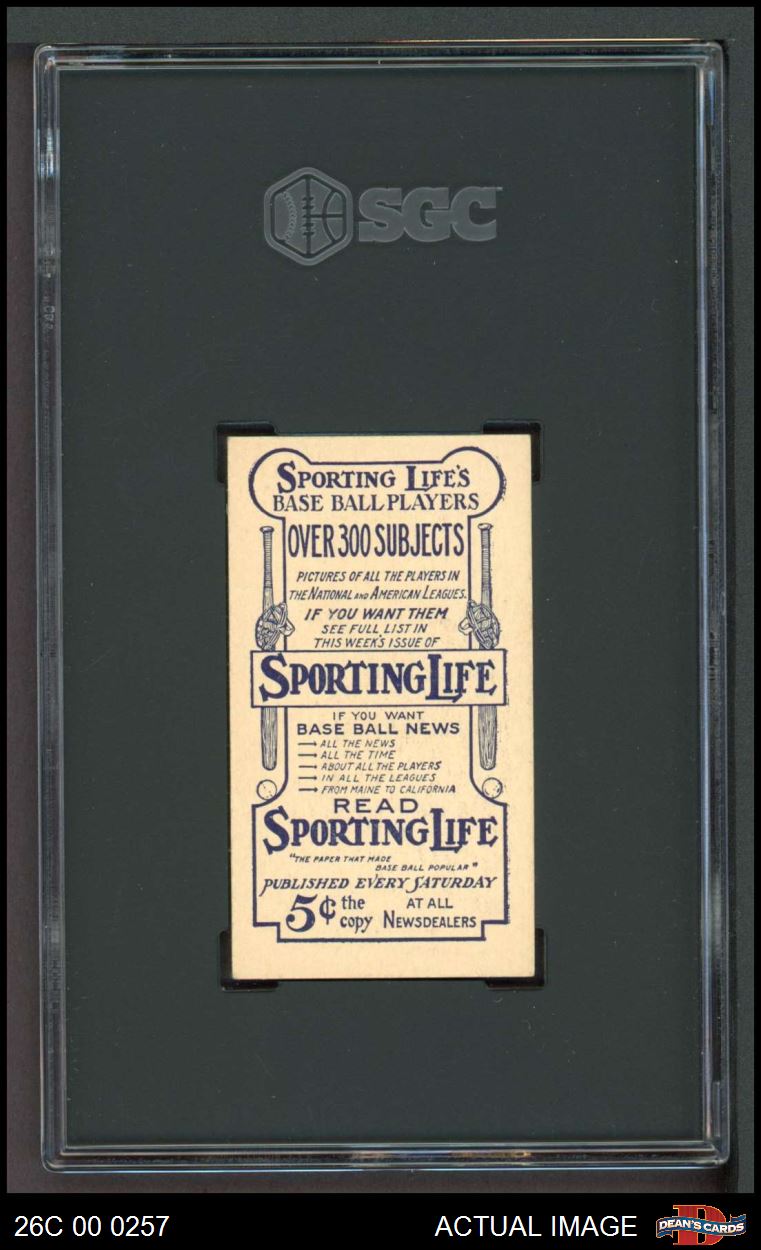 SGC
SPORTING LIFE'S
BASE BALL PLAYERS
OVER 300 SUBJECTS
PICTURES OF ALL THE PLAYERS IN
THE NATIONAL AND AMERICAN LEAGUES.
IF YOU WANT THEM
SEE FULL LIST IN
THIS WEEK'S ISSUE OF
SPORTING LIFE
IF YOU WANT
BASE BALL NEWS
ALL THE NEWS
ALL THE TIME
ABOUT ALL THE PLAYERS
IN ALL THE LEAGUES
FROM MAINE TO CALIFORNIA
READ
SPORTING LIFE
"THE PAPER THAT MADE
BASE BALL POPULAR"
PUBLISHED EVERY SATURDAY
5¢ the copy AT ALL NEWSDEALERS
26C 00 0257 ACTUAL IMAGE DEAN'S CARDS